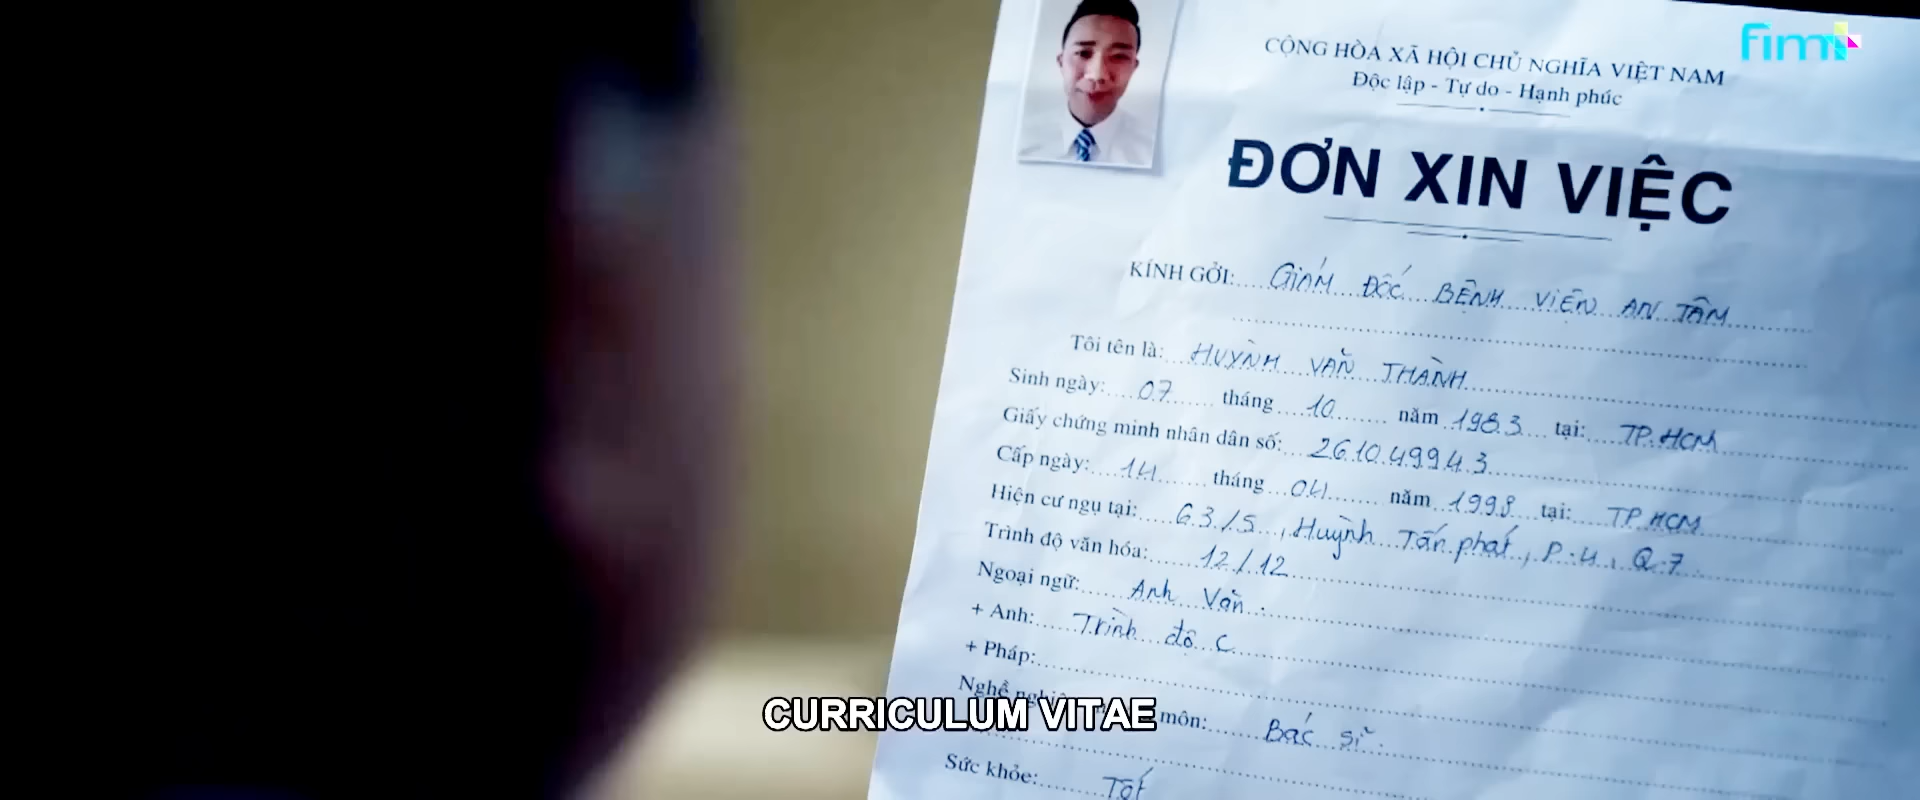 fim+
CỘNG HÒA XÃ HỘI CHỦ NGHĨA VIỆT NAM
Độc lập - Tự do - Hạnh phúc
ĐƠN XIN VIỆC
KÍNH GỞI: GIÁM ĐỐC BỆNH VIỆN AN TÂM
Tôi tên là: HUỲNH VĂN THÀNH
Sinh ngày: 07 tháng 10 năm 1983 tại: TP.HCM
Giấy chứng minh nhân dân số: 261049943
Cấp ngày: 14 tháng 04 năm 1998 tại: TP HCM
Hiện cư ngụ tại: 63/5, Huỳnh Tấn phát, P.4, Q.7
Trình độ văn hóa: 12/12
Ngoại ngữ: Anh Văn.
+ Anh: Trình độ C
+ Pháp:
Nghề môn: Bác sĩ.
CURRICULUM VITAE
Sức khỏe: Tốt